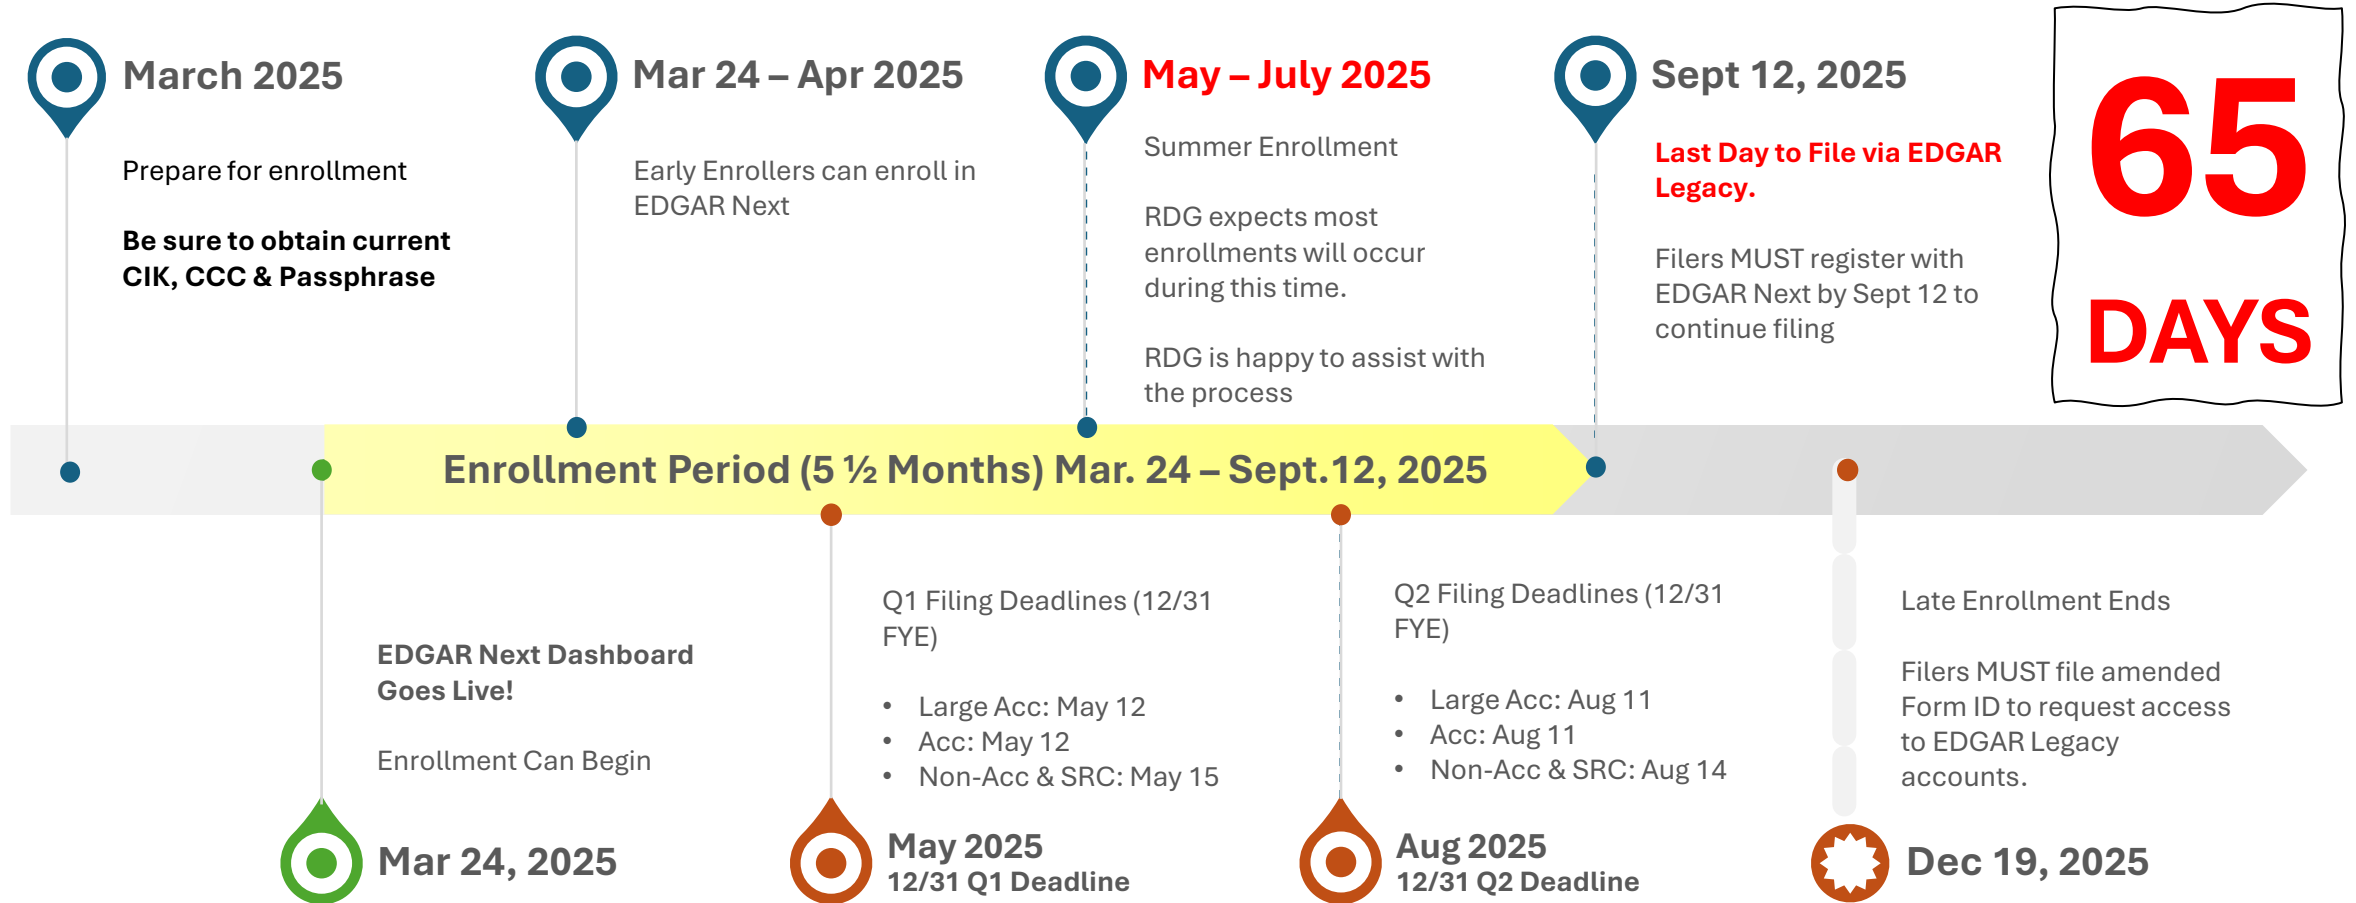 March 2025
Prepare for enrollment
Be sure to obtain current
CIK, CCC & Passphrase
Mar 24 – Apr 2025
Early Enrollers can enroll in
EDGAR Next
May – July 2025
Summer Enrollment
RDG expects most
enrollments will occur
during this time.
RDG is happy to assist with
the process
Sept 12, 2025
Last Day to File via EDGAR
Legacy.
Filers MUST register with
EDGAR Next by Sept 12 to
continue filing
65
DAYS
Enrollment Period (5 ½ Months) Mar. 24 – Sept.12, 2025
EDGAR Next Dashboard
Goes Live!
Enrollment Can Begin
Mar 24, 2025
Q1 Filing Deadlines (12/31
FYE)
• Large Acc: May 12
• Acc: May 12
• Non-Acc & SRC: May 15
May 2025
12/31 Q1 Deadline
Q2 Filing Deadlines (12/31
FYE)
• Large Acc: Aug 11
• Acc: Aug 11
• Non-Acc & SRC: Aug 14
Aug 2025
12/31 Q2 Deadline
Late Enrollment Ends
Filers MUST file amended
Form ID to request access
to EDGAR Legacy
accounts.
Dec 19, 2025